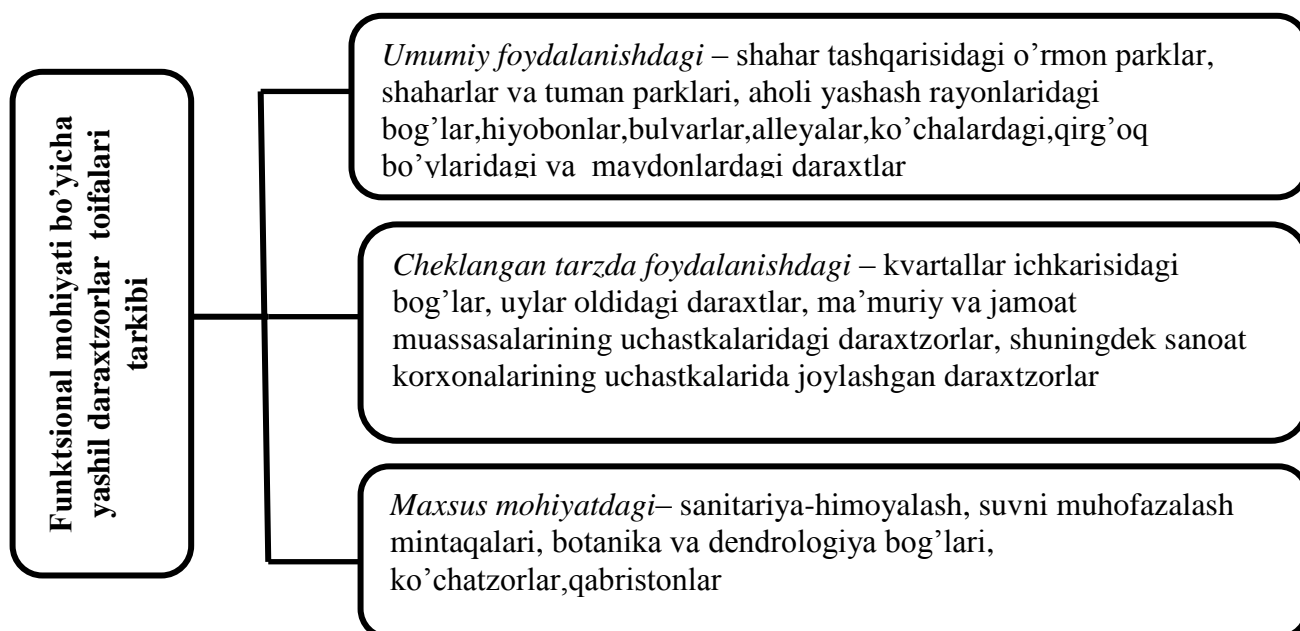 Funktsional mohiyati bo’yicha
yashil daraxtzorlar toifalari
tarkibi
Umumiy foydalanishdagi – shahar tashqarisidagi o’rmon parklar,
shaharlar va tuman parklari, aholi yashash rayonlaridagi
bog’lar,hiyobonlar,bulvarlar,alleyalar,ko’chalardagi,qirg’oq
bo’ylaridagi va maydonlardagi daraxtlar
Cheklangan tarzda foydalanishdagi – kvartallar ichkarisidagi
bog’lar, uylar oldidagi daraxtlar, ma’muriy va jamoat
muassasalarining uchastkalaridagi daraxtzorlar, shuningdek sanoat
korxonalarining uchastkalarida joylashgan daraxtzorlar
Maxsus mohiyatdagi– sanitariya-himoyalash, suvni muhofazalash
mintaqalari, botanika va dendrologiya bog’lari,
ko’chatzorlar,qabristonlar